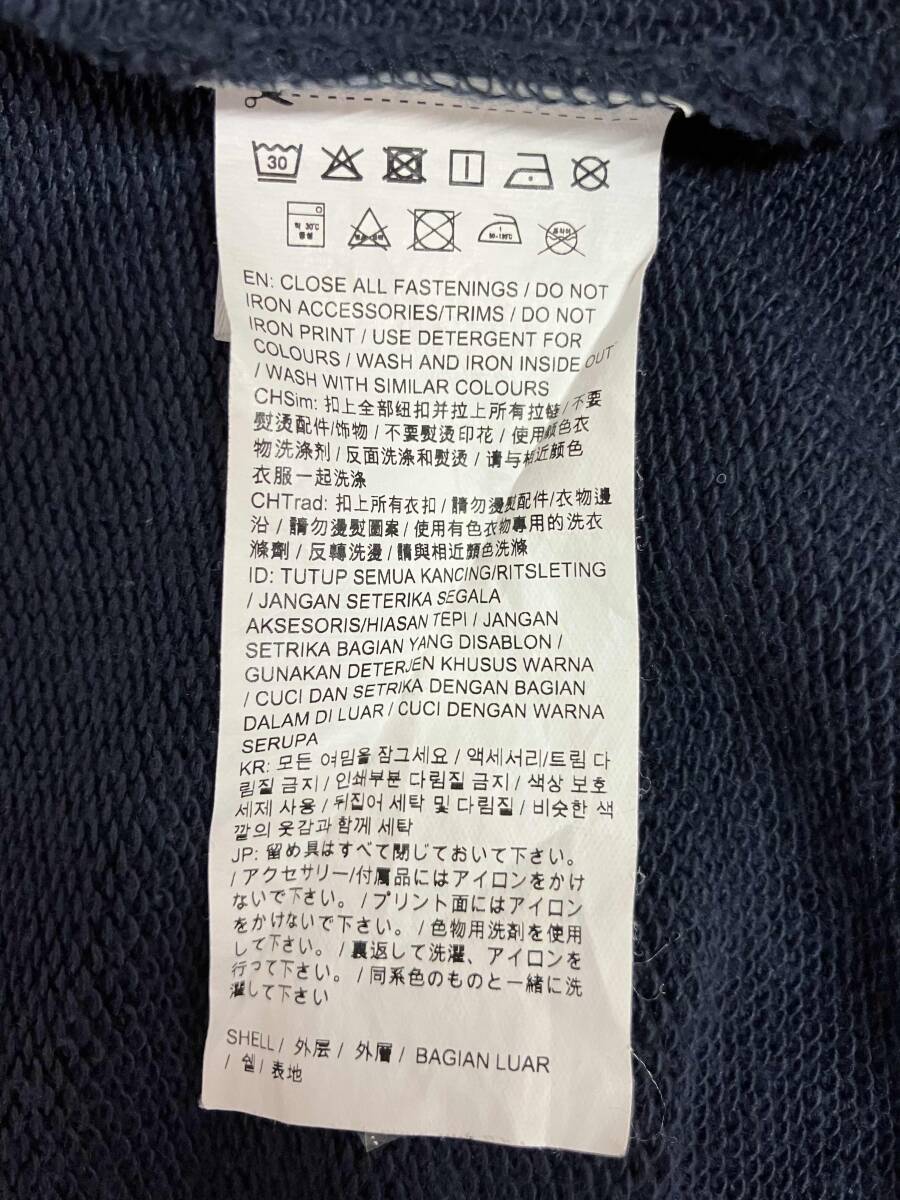 30
약 30℃
중성
80-120℃
드라이
EN: CLOSE ALL FASTENINGS / DO NOT
IRON ACCESSORIES/TRIMS / DO NOT
IRON PRINT / USE DETERGENT FOR
COLOURS / WASH AND IRON INSIDE OUT
/ WASH WITH SIMILAR COLOURS
CHSim: 扣上全部纽扣并拉上所有拉链 / 不要
熨烫配件/饰物 / 不要熨烫印花 / 使用颜色衣
物洗涤剂 / 反面洗涤和熨烫 / 请与相近颜色
衣服一起洗涤
CHTrad: 扣上所有衣扣 / 請勿燙熨配件/衣物邊
沿 / 請勿燙熨圖案 / 使用有色衣物專用的洗衣
滌劑 / 反轉洗燙 / 請與相近顏色洗滌
ID: TUTUP SEMUA KANCING/RITSLETING
/ JANGAN SETERIKA SEGALA
AKSESORIS/HIASAN TEPI / JANGAN
SETRIKA BAGIAN YANG DISABLON /
GUNAKAN DETERJEN KHUSUS WARNA
/ CUCI DAN SETRIKA DENGAN BAGIAN
DALAM DI LUAR / CUCI DENGAN WARNA
SERUPA
KR: 모든 여밈을 잠그세요 / 액세서리/트림 다
림질 금지 / 인쇄부분 다림질 금지 / 색상 보호
세제 사용 / 뒤집어 세탁 및 다림질 / 비슷한 색
깔의 옷감과 함께 세탁
JP: 留め具はすべて閉じておいて下さい。
/ アクセサリー/付属品にはアイロンをかけ
ないで下さい。 / プリント面にはアイロン
をかけないで下さい。 / 色物用洗剤を使用
して下さい。 / 裏返して洗濯、アイロンを
行って下さい。 / 同系色のものと一緒に洗
濯して下さい
SHELL / 外层 / 外層 / BAGIAN LUAR
/ 쉘 / 表地